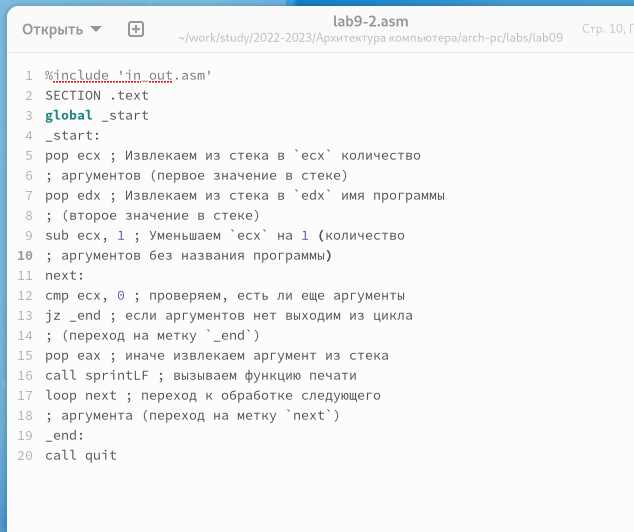 Открыть
lab9-2.asm
~/work/study/2022-2023/Архитектура компьютера/arch-pc/labs/lab09
Стр. 10,
1 %include 'in_out.asm'
2 SECTION .text
3 global _start
4 _start:
5 pop ecx ; Извлекаем из стека в `ecx` количество
6 ; аргументов (первое значение в стеке)
7 pop edx ; Извлекаем из стека в `edx` имя программы
8 ; (второе значение в стеке)
9 sub ecx, 1 ; Уменьшаем `ecx` на 1 (количество
10 ; аргументов без названия программы)
11 next:
12 cmp ecx, 0 ; проверяем, есть ли еще аргументы
13 jz _end ; если аргументов нет выходим из цикла
14 ; (переход на метку `_end`)
15 pop eax ; иначе извлекаем аргумент из стека
16 call sprintLF ; вызываем функцию печати
17 loop next ; переход к обработке следующего
18 ; аргумента (переход на метку `next`)
19 _end:
20 call quit